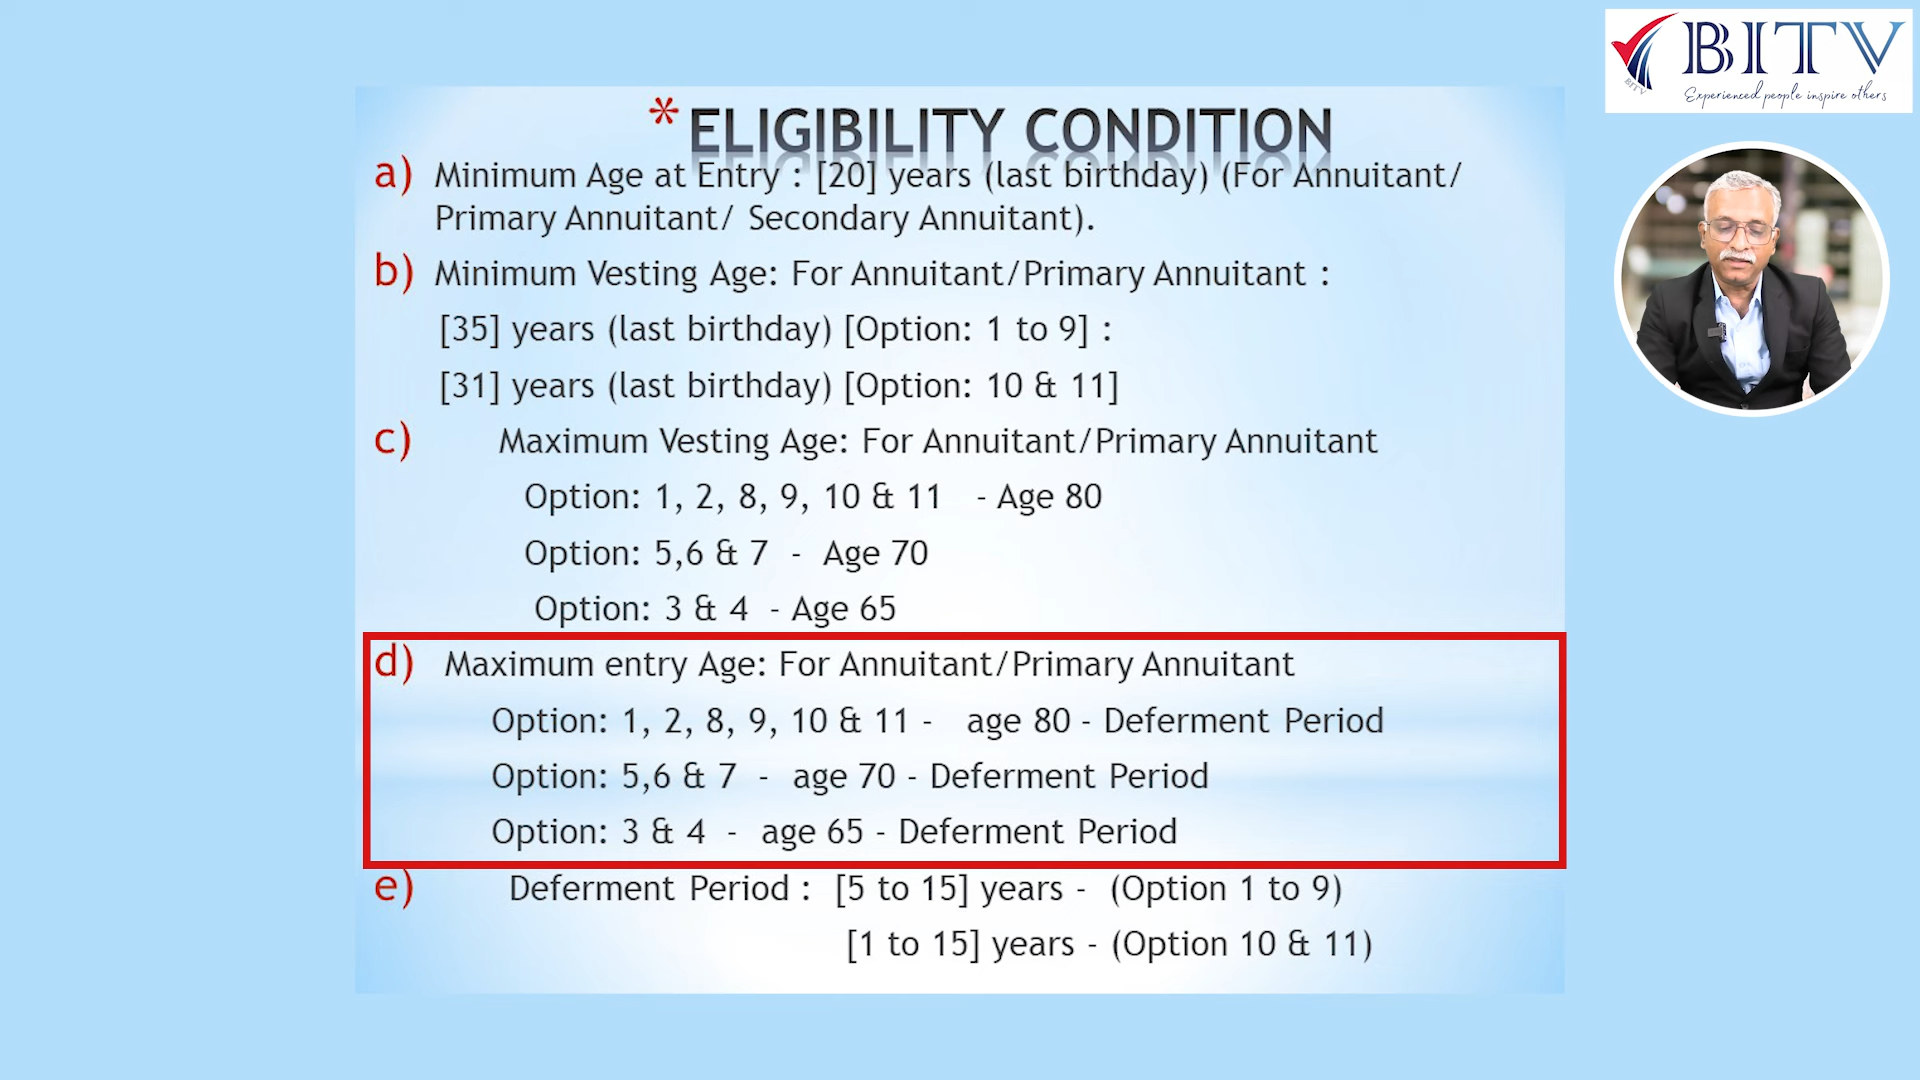 BITV
Experienced people inspire others
BITV
* ELIGIBILITY CONDITION
a) Minimum Age at Entry : [20] years (last birthday) (For Annuitant/
Primary Annuitant/ Secondary Annuitant).
b) Minimum Vesting Age: For Annuitant/Primary Annuitant :
[35] years (last birthday) [Option: 1 to 9] :
[31] years (last birthday) [Option: 10 & 11]
c) Maximum Vesting Age: For Annuitant/Primary Annuitant
Option: 1, 2, 8, 9, 10 & 11 - Age 80
Option: 5,6 & 7 - Age 70
Option: 3 & 4 - Age 65
d) Maximum entry Age: For Annuitant/Primary Annuitant
Option: 1, 2, 8, 9, 10 & 11 - age 80 - Deferment Period
Option: 5,6 & 7 - age 70 - Deferment Period
Option: 3 & 4 - age 65 - Deferment Period
e) Deferment Period : [5 to 15] years - (Option 1 to 9)
[1 to 15] years - (Option 10 & 11)